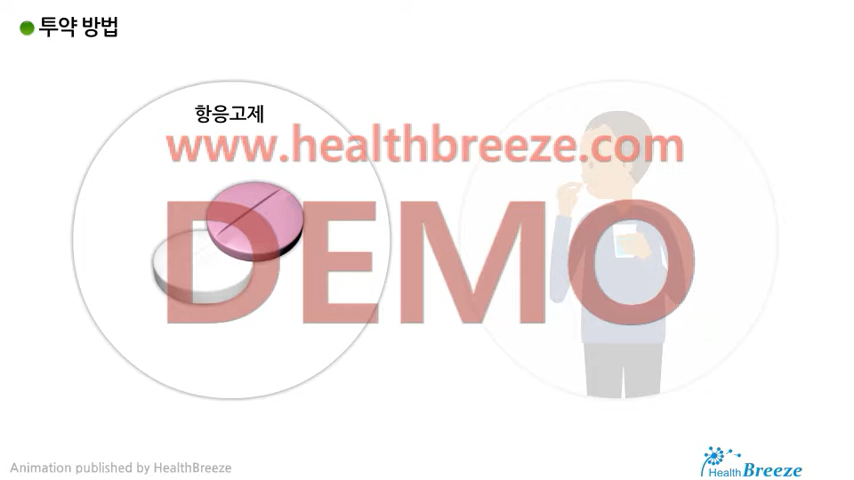 투약 방법
항응고제
www.healthbreeze.com
DEMO
Animation published by HealthBreeze
Health Breeze